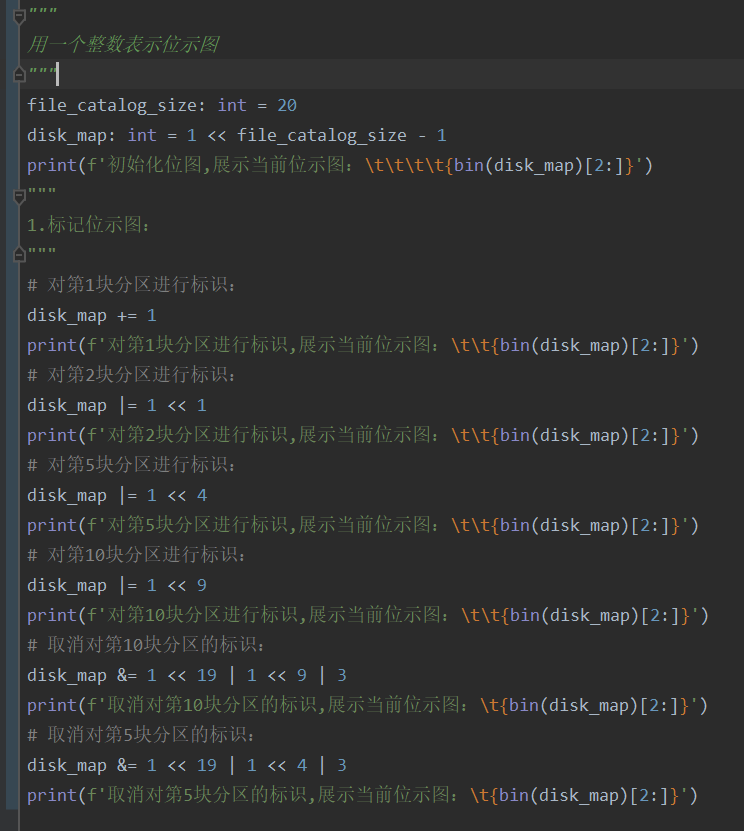 """
用一个整数表示位示图
"""
file_catalog_size: int = 20
disk_map: int = 1 << file_catalog_size - 1
print(f'初始化位图,展示当前位示图：\t\t\t\t{bin(disk_map)[2:]}')
"""
1.标记位示图：
"""
# 对第1块分区进行标识：
disk_map += 1
print(f'对第1块分区进行标识,展示当前位示图：\t\t{bin(disk_map)[2:]}')
# 对第2块分区进行标识：
disk_map |= 1 << 1
print(f'对第2块分区进行标识,展示当前位示图：\t\t{bin(disk_map)[2:]}')
# 对第5块分区进行标识：
disk_map |= 1 << 4
print(f'对第5块分区进行标识,展示当前位示图：\t\t{bin(disk_map)[2:]}')
# 对第10块分区进行标识：
disk_map |= 1 << 9
print(f'对第10块分区进行标识,展示当前位示图：\t\t{bin(disk_map)[2:]}')
# 取消对第10块分区的标识：
disk_map &= 1 << 19 | 1 << 9 | 3
print(f'取消对第10块分区的标识,展示当前位示图：\t{bin(disk_map)[2:]}')
# 取消对第5块分区的标识：
disk_map &= 1 << 19 | 1 << 4 | 3
print(f'取消对第5块分区的标识,展示当前位示图：\t{bin(disk_map)[2:]}')